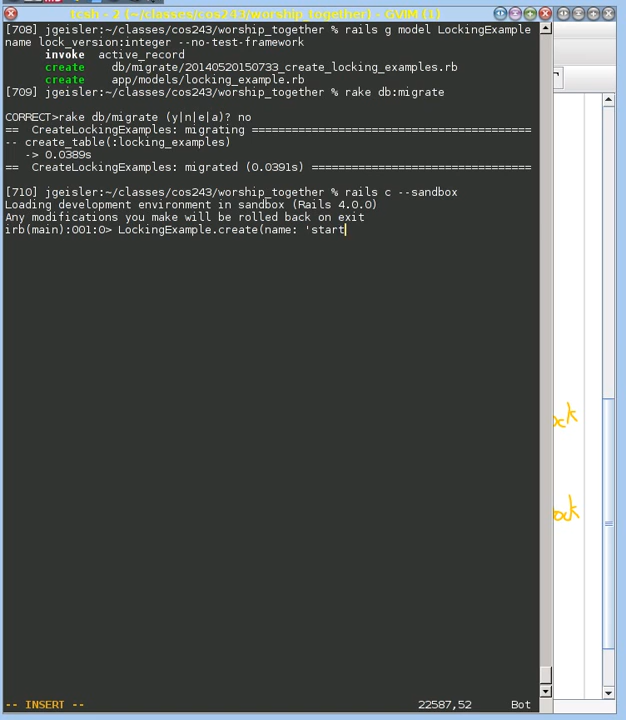 tcsh - 2 (~/classes/cos243/worship_together) - GVIM (1)
[708] jgeisler:~/classes/cos243/worship_together % rails g model LockingExample
name lock_version:integer --no-test-framework
invoke active_record
create db/migrate/20140520150733_create_locking_examples.rb
create app/models/locking_example.rb
[709] jgeisler:~/classes/cos243/worship_together % rake db:migrate
CORRECT>rake db/migrate (y|n|e|a)? no
== CreateLockingExamples: migrating =========================================
-- create_table(:locking_examples)
-> 0.0389s
== CreateLockingExamples: migrated (0.0391s) ================================
[710] jgeisler:~/classes/cos243/worship_together % rails c --sandbox
Loading development environment in sandbox (Rails 4.0.0)
Any modifications you make will be rolled back on exit
irb(main):001:0> LockingExample.create(name: 'start
ock
ock
-- INSERT -- 22587,52 Bot